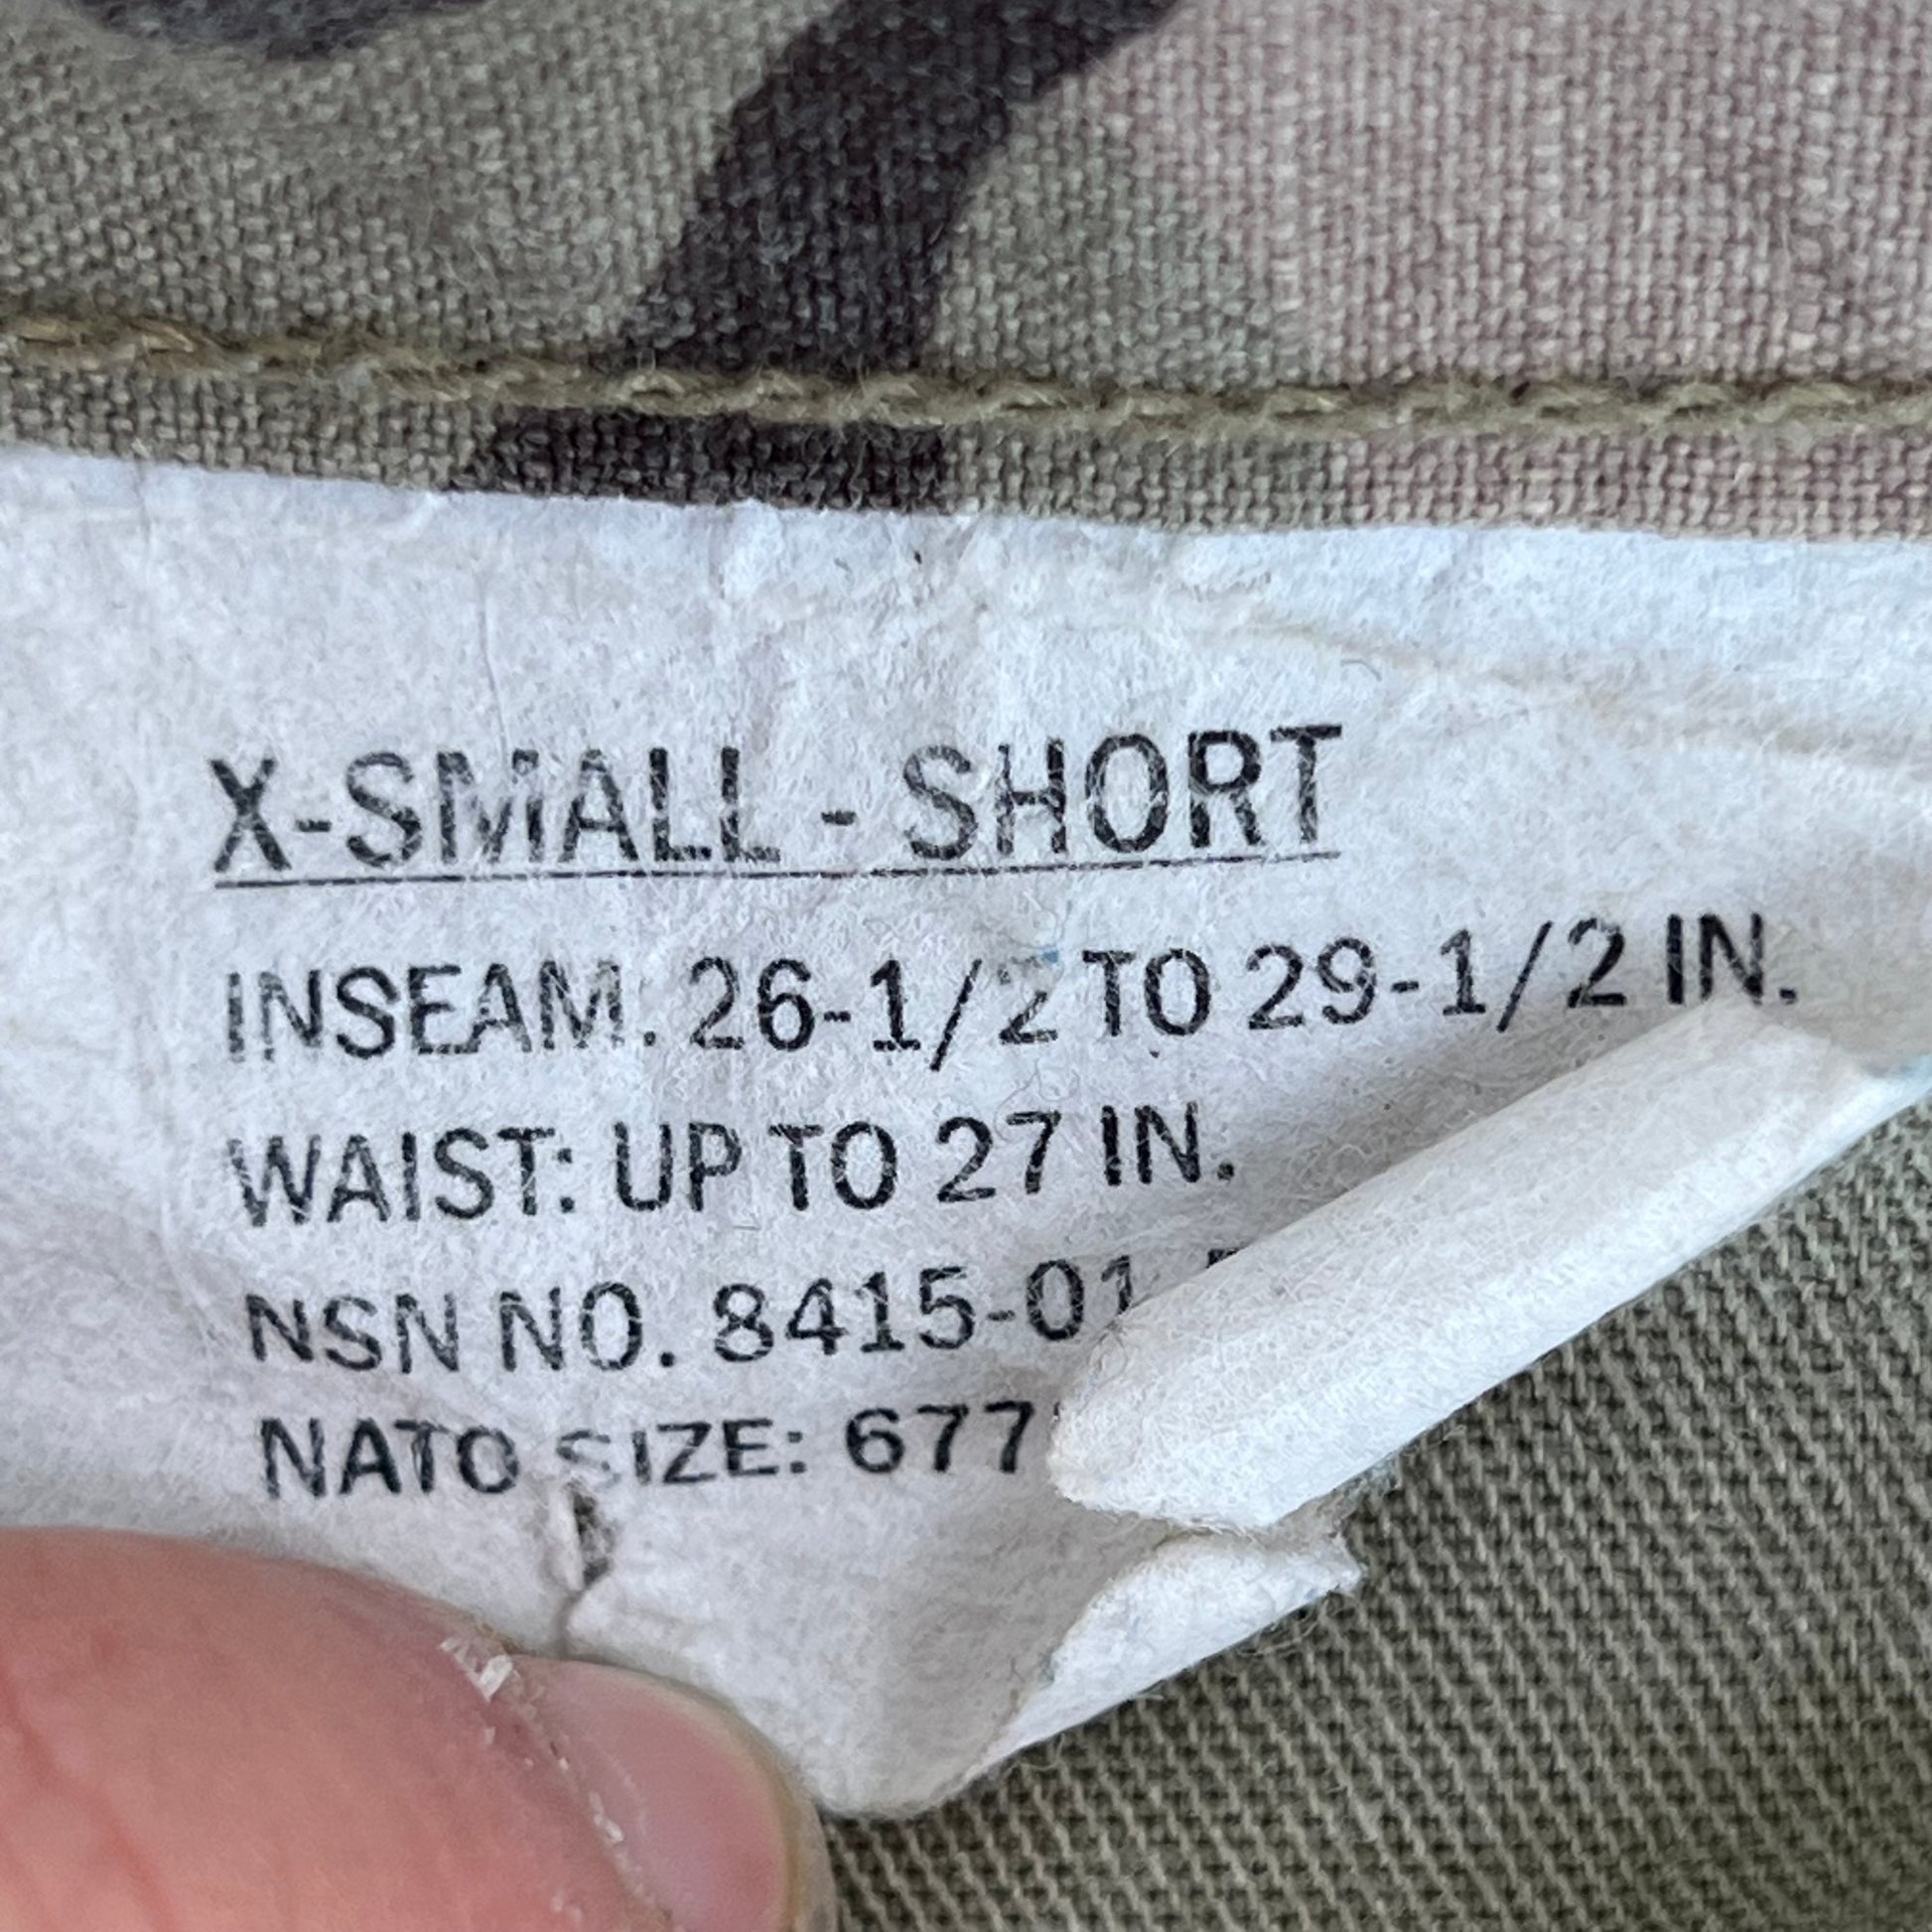 X-SMALL - SHORT
INSEAM. 26-1/2 TO 29-1/2 IN.
WAIST: UP TO 27 IN.
NSN NO. 8415-01
NATO SIZE: 677